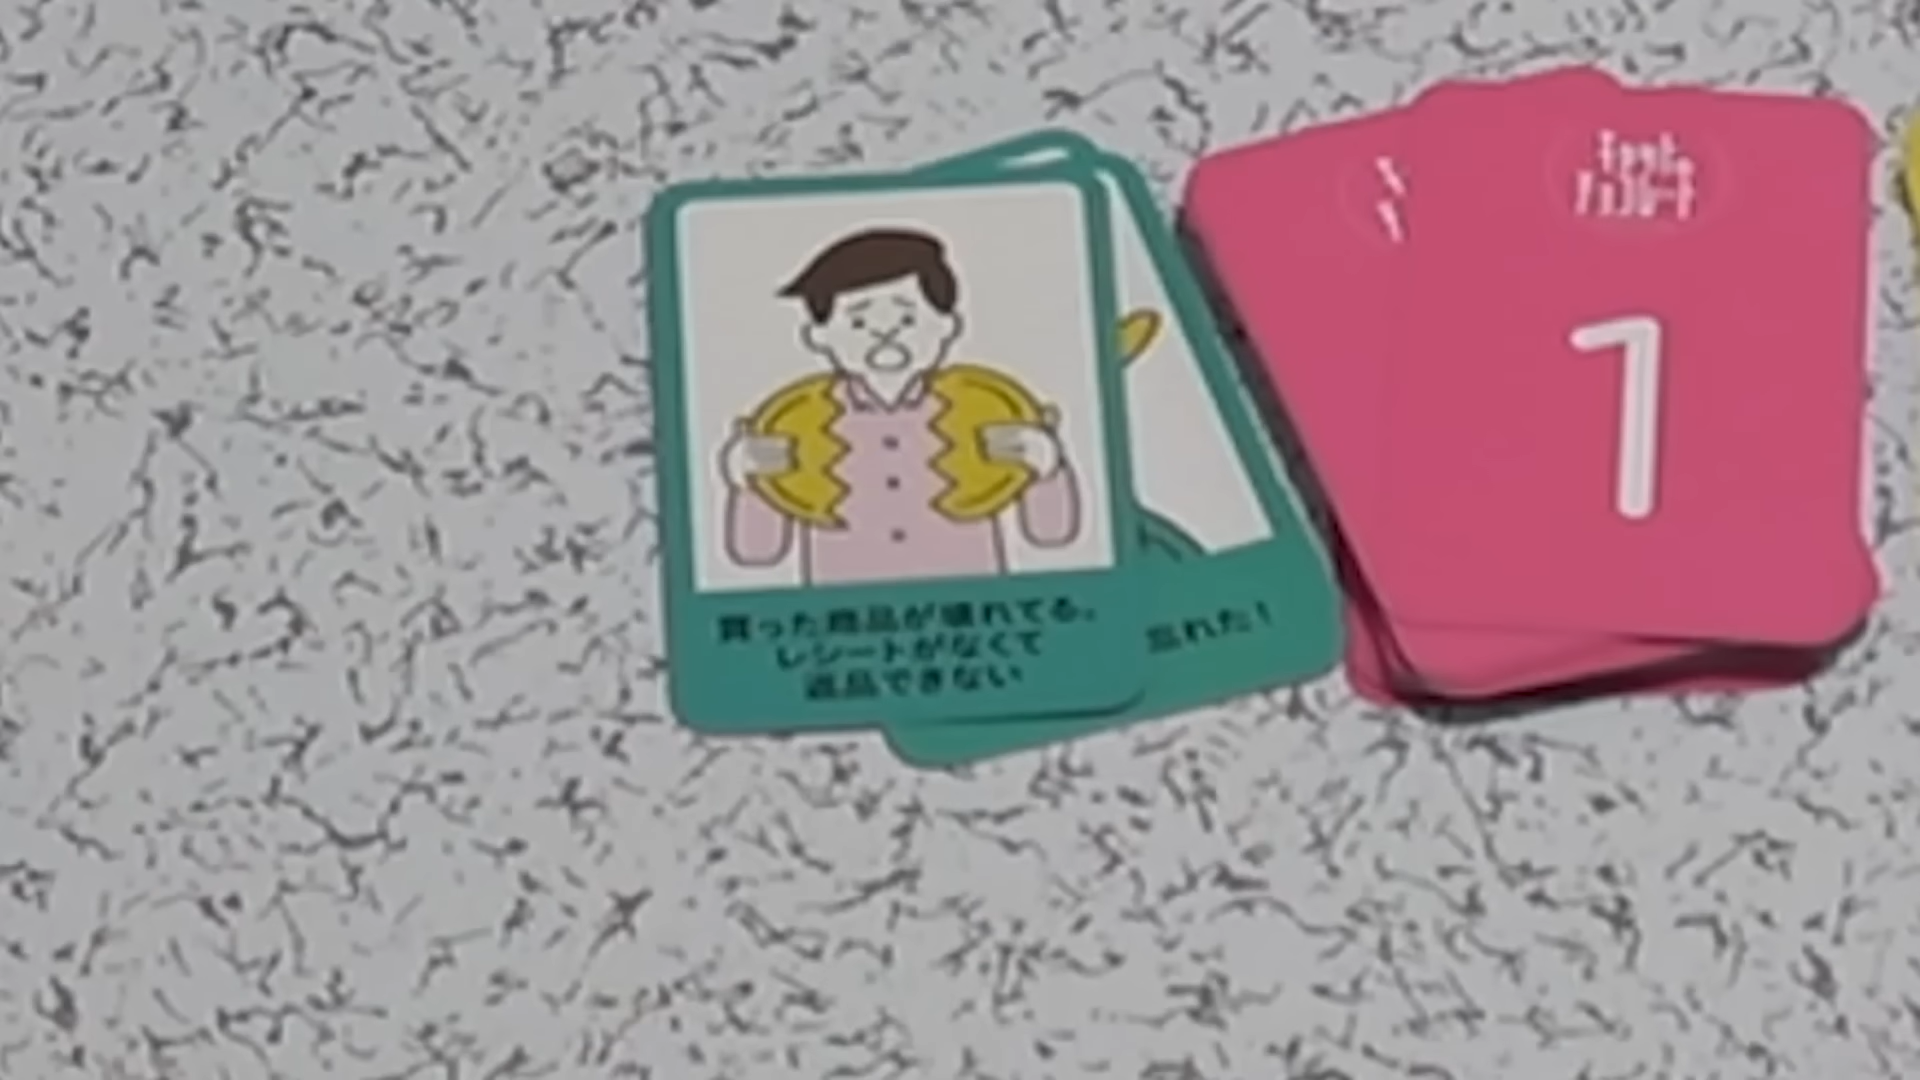 買った商品が壊れてる。
レシートがなくて
返品できない
忘れた！
1